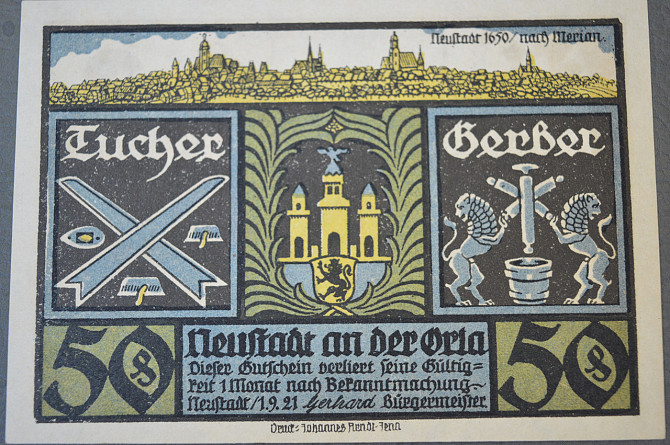 Neustadt 1650/nach Merian.
Tucher
Gerber
50 ₰
Neustadt an der Orla
Dieser Gutschein verliert seine Gültig=
keit 1 Monat nach Bekanntmachung~
Neustadt/1.9.21 Gerhard Bürgermeister.
50 ₰
Druck=Johannes Arndt-Jena